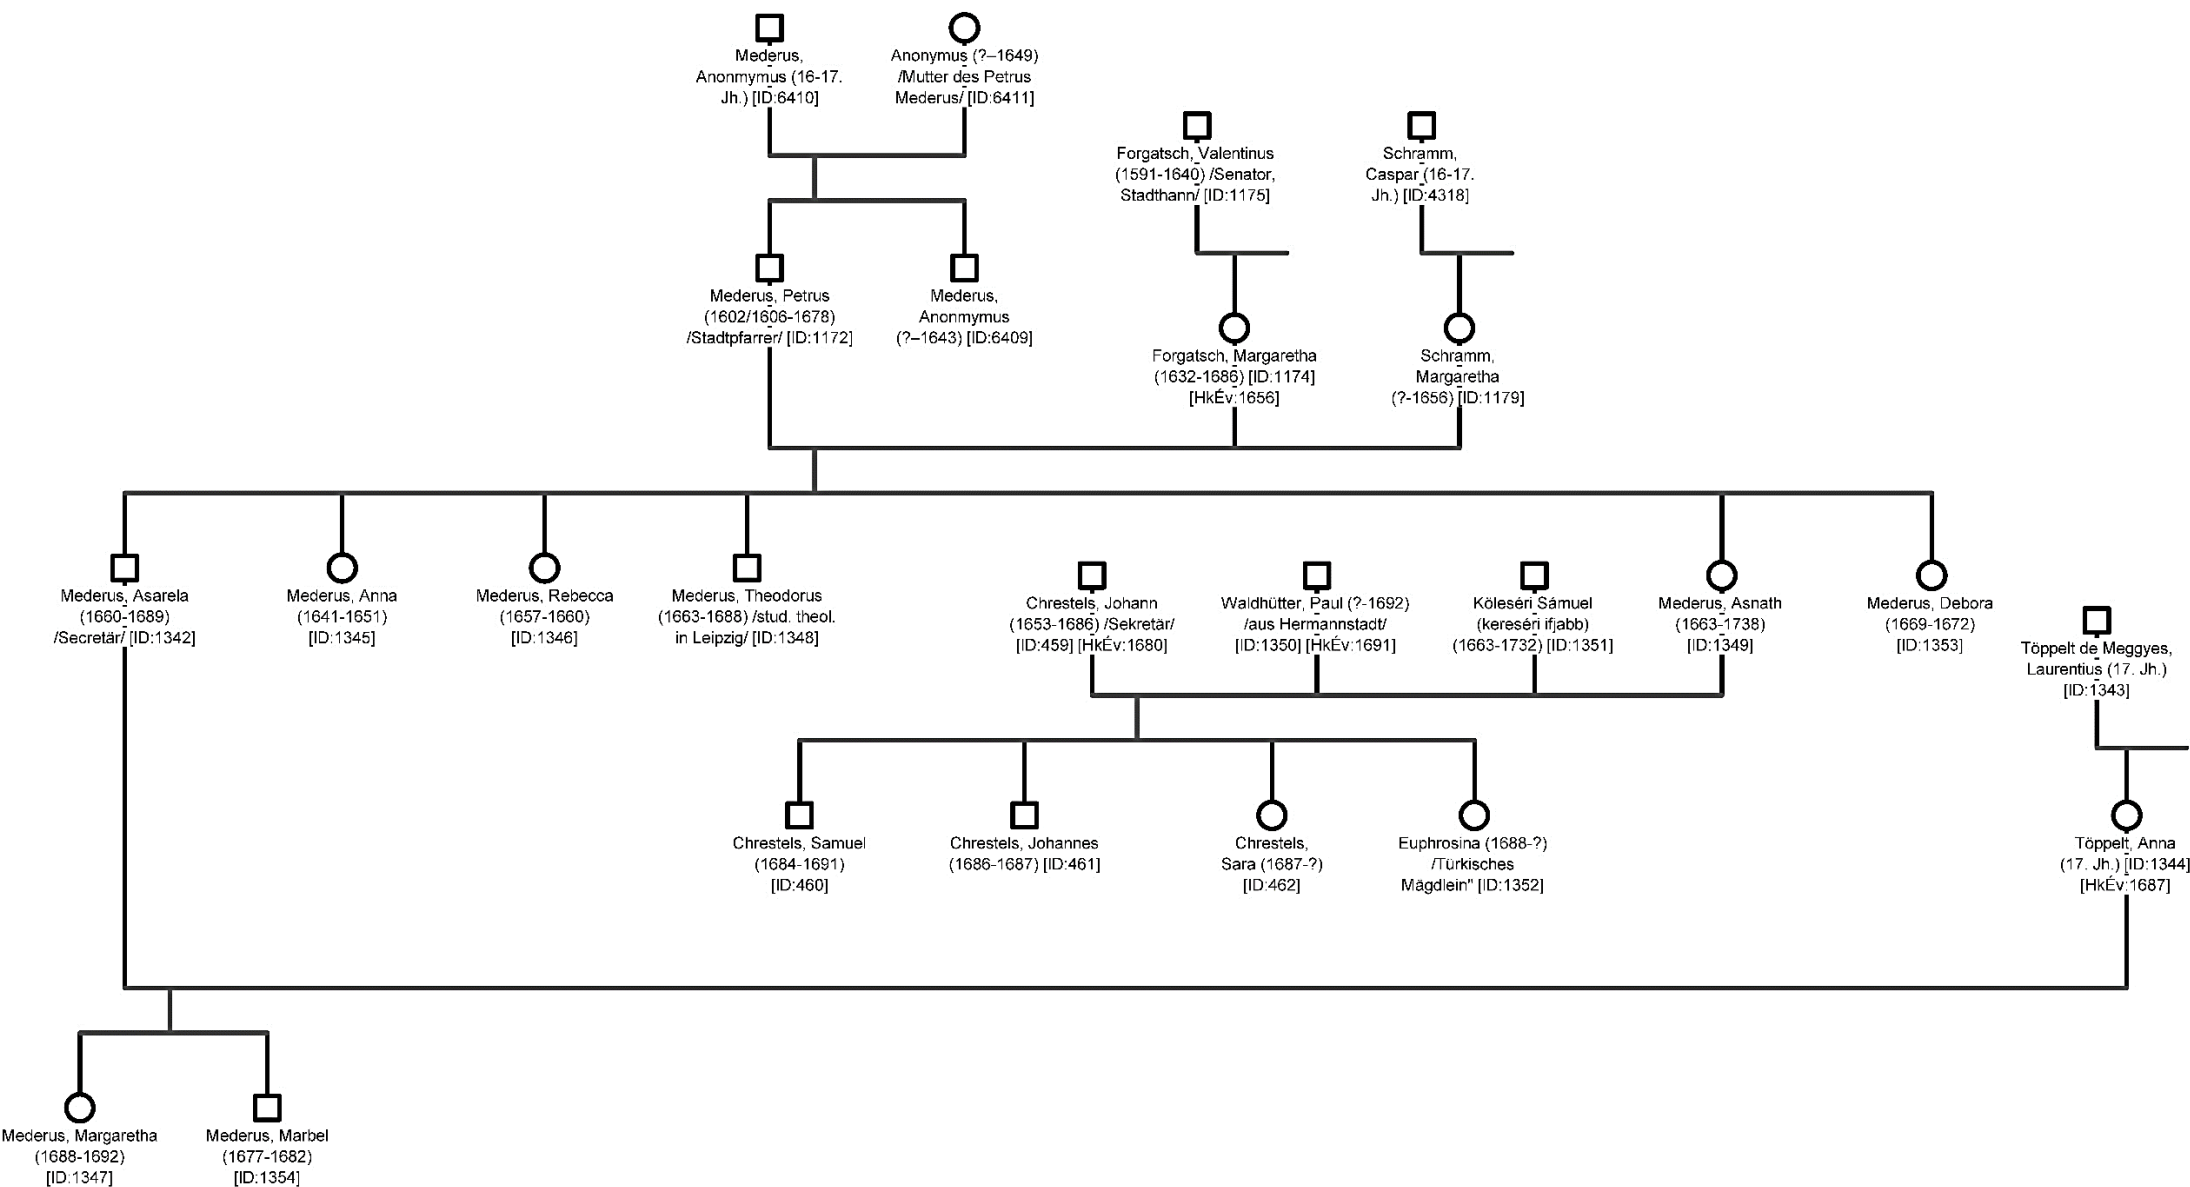 Mederus,
Anonmymus (16-17.
Jh.) [ID:6410]
Anonymus (?–1649)
/Mutter des Petrus
Mederus/ [ID:6411]
Forgatsch, Valentinus
(1591-1640) /Senator,
Stadthann/ [ID:1175]
Schramm,
Caspar (16-17.
Jh.) [ID:4318]
Mederus, Petrus
(1602/1606-1678)
/Stadtpfarrer/ [ID:1172]
Mederus,
Anonmymus
(?–1643) [ID:6409]
Forgatsch, Margaretha
(1632-1686) [ID:1174]
[HkÉv:1656]
Schramm,
Margaretha
(?-1656) [ID:1179]
Mederus, Asarela
(1660-1689)
/Secretär/ [ID:1342]
Mederus, Anna
(1641-1651)
[ID:1345]
Mederus, Rebecca
(1657-1660)
[ID:1346]
Mederus, Theodorus
(1663-1688) /stud. theol.
in Leipzig/ [ID:1348]
Chrestels, Johann
(1653-1686) /Sekretär/
[ID:459] [HkÉv:1680]
Waldhütter, Paul (?-1692)
/aus Hermannstadt/
[ID:1350] [HkÉv:1691]
Köleséri Sámuel
(kereséri ifjabb)
(1663-1732) [ID:1351]
Mederus, Asnath
(1663-1738)
[ID:1349]
Mederus, Debora
(1669-1672)
[ID:1353]
Töppelt de Meggyes,
Laurentius (17. Jh.)
[ID:1343]
Chrestels, Samuel
(1684-1691)
[ID:460]
Chrestels, Johannes
(1686-1687) [ID:461]
Chrestels,
Sara (1687-?)
[ID:462]
Euphrosina (1688-?)
/Türkisches
Mägdlein" [ID:1352]
Töppelt, Anna
(17. Jh.) [ID:1344]
[HkÉv:1687]
Mederus, Margaretha
(1688-1692)
[ID:1347]
Mederus, Marbel
(1677-1682)
[ID:1354]